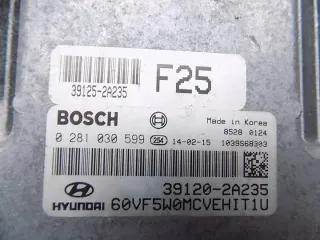 39125-2A235
F25
BOSCH
Made in Korea
8528 0124
0 281 030 599 254 14-02-15 1039S68303
39120-2A235
HYUNDAI 60VF5W0MCVEHIT1U